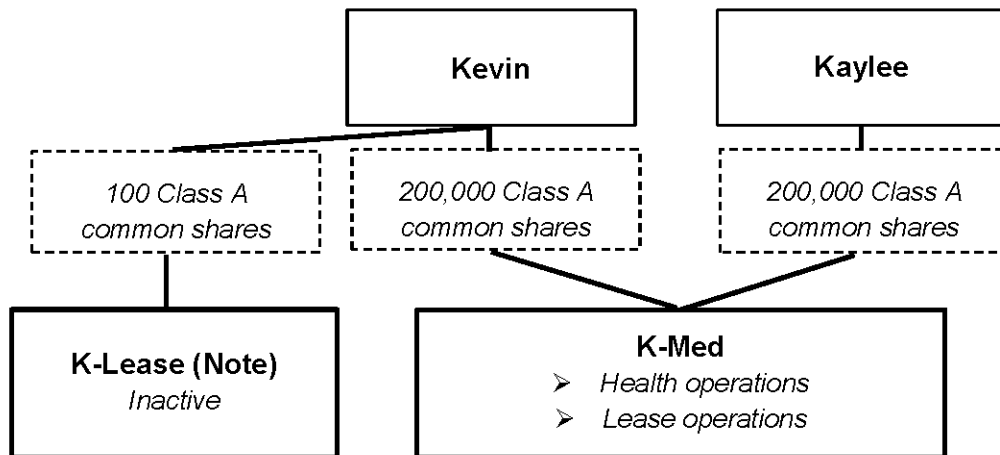 Kevin
Kaylee
100 Class A
common shares
200,000 Class A
common shares
200,000 Class A
common shares
K-Lease (Note)
Inactive
K-Med
➢ Health operations
➢ Lease operations